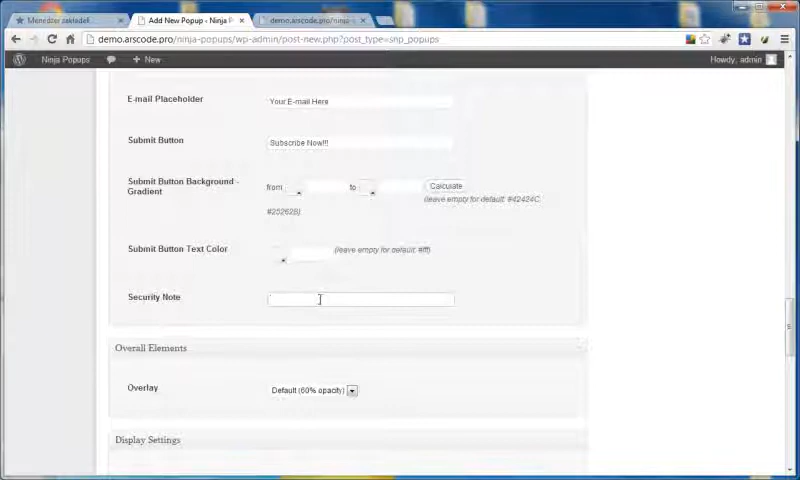 Menedżer zakładek
Add New Popup ‹ Ninja P
demo.arscode.pro/ninja-p
demo.arscode.pro/ninja-popups/wp-admin/post-new.php?post_type=snp_popups
Ninja Popups + New Howdy, admin
E-mail Placeholder Your E-mail Here
Submit Button Subscribe Now!!!
Submit Button Background - Gradient from to Calculate
(leave empty for default: #42424C,
#25262B)
Submit Button Text Color (leave empty for default: #fff)
Security Note
Overall Elements
Overlay Default (60% opacity)
Display Settings